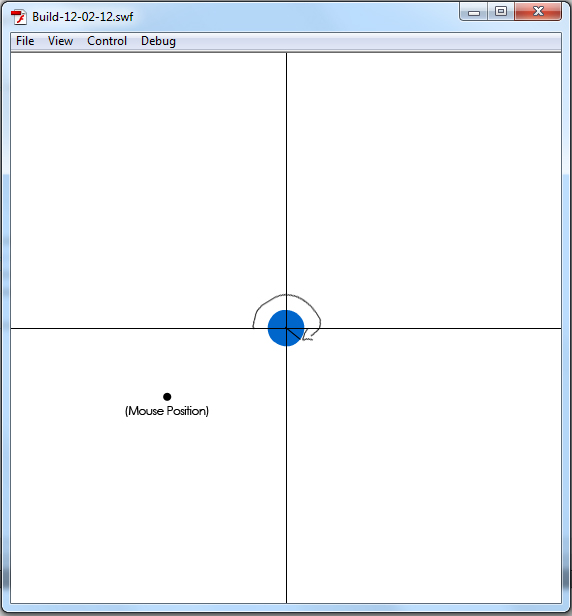 Build-12-02-12.swf
File View Control Debug
(Mouse Position)